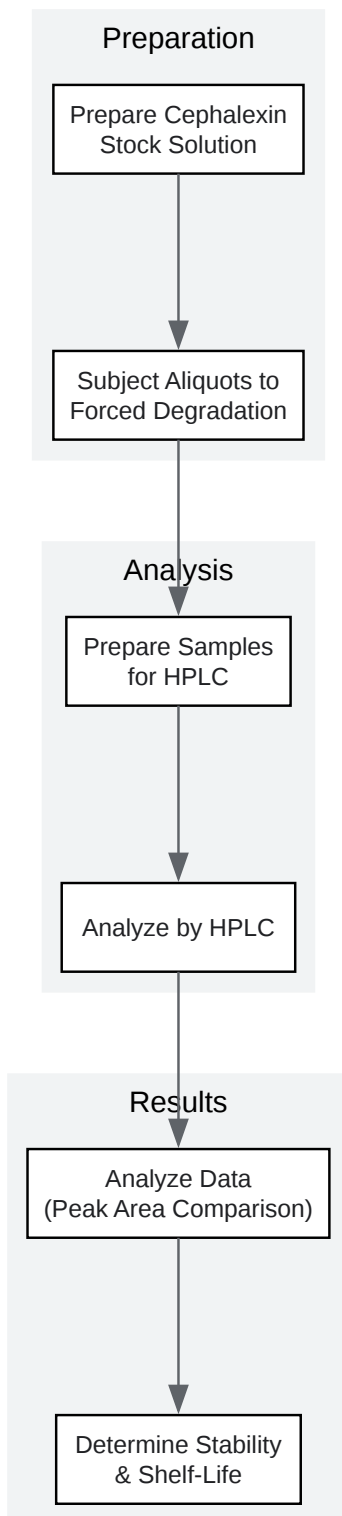 Preparation
Prepare Cephalexin
Stock Solution
Subject Aliquots to
Forced Degradation
Analysis
Prepare Samples
for HPLC
Analyze by HPLC
Results
Analyze Data
(Peak Area Comparison)
Determine Stability
& Shelf-Life